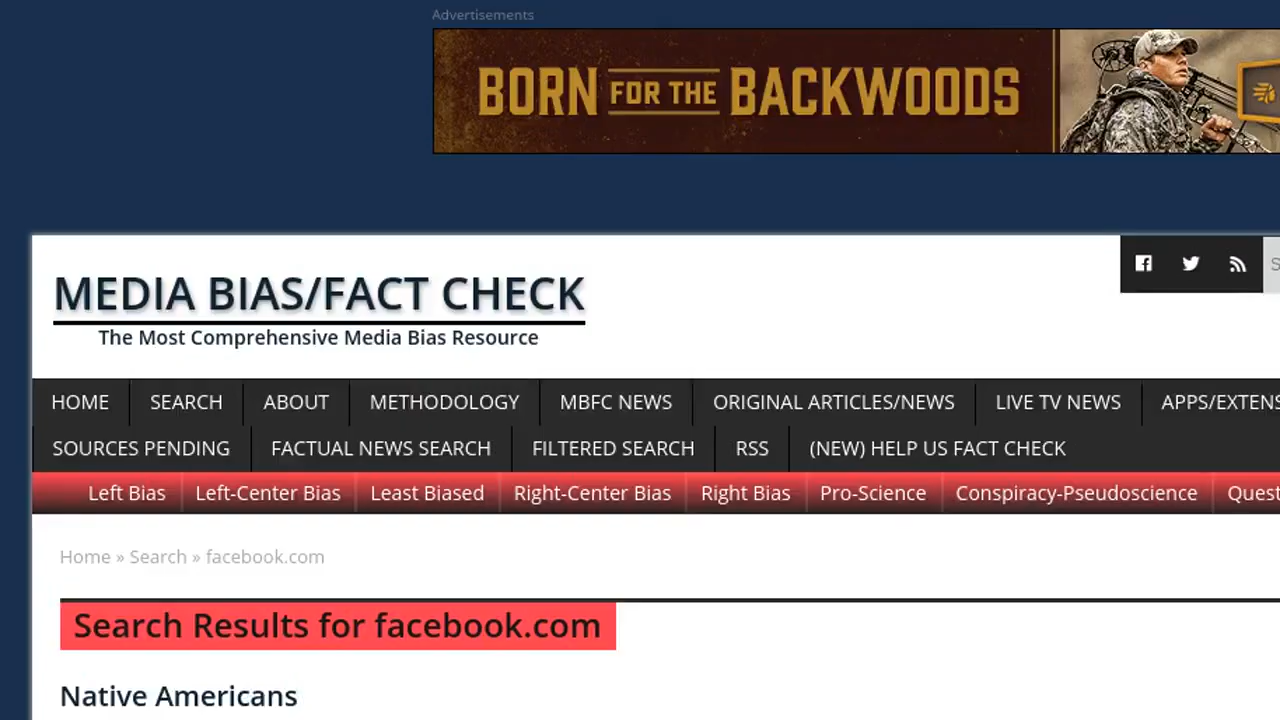 Advertisements
BORN FOR THE BACKWOODS
MEDIA BIAS/FACT CHECK
The Most Comprehensive Media Bias Resource
HOME SEARCH ABOUT METHODOLOGY MBFC NEWS ORIGINAL ARTICLES/NEWS LIVE TV NEWS APPS/EXTENS
SOURCES PENDING FACTUAL NEWS SEARCH FILTERED SEARCH RSS (NEW) HELP US FACT CHECK
Left Bias Left-Center Bias Least Biased Right-Center Bias Right Bias Pro-Science Conspiracy-Pseudoscience Quest
Home » Search » facebook.com
Search Results for facebook.com
Native Americans